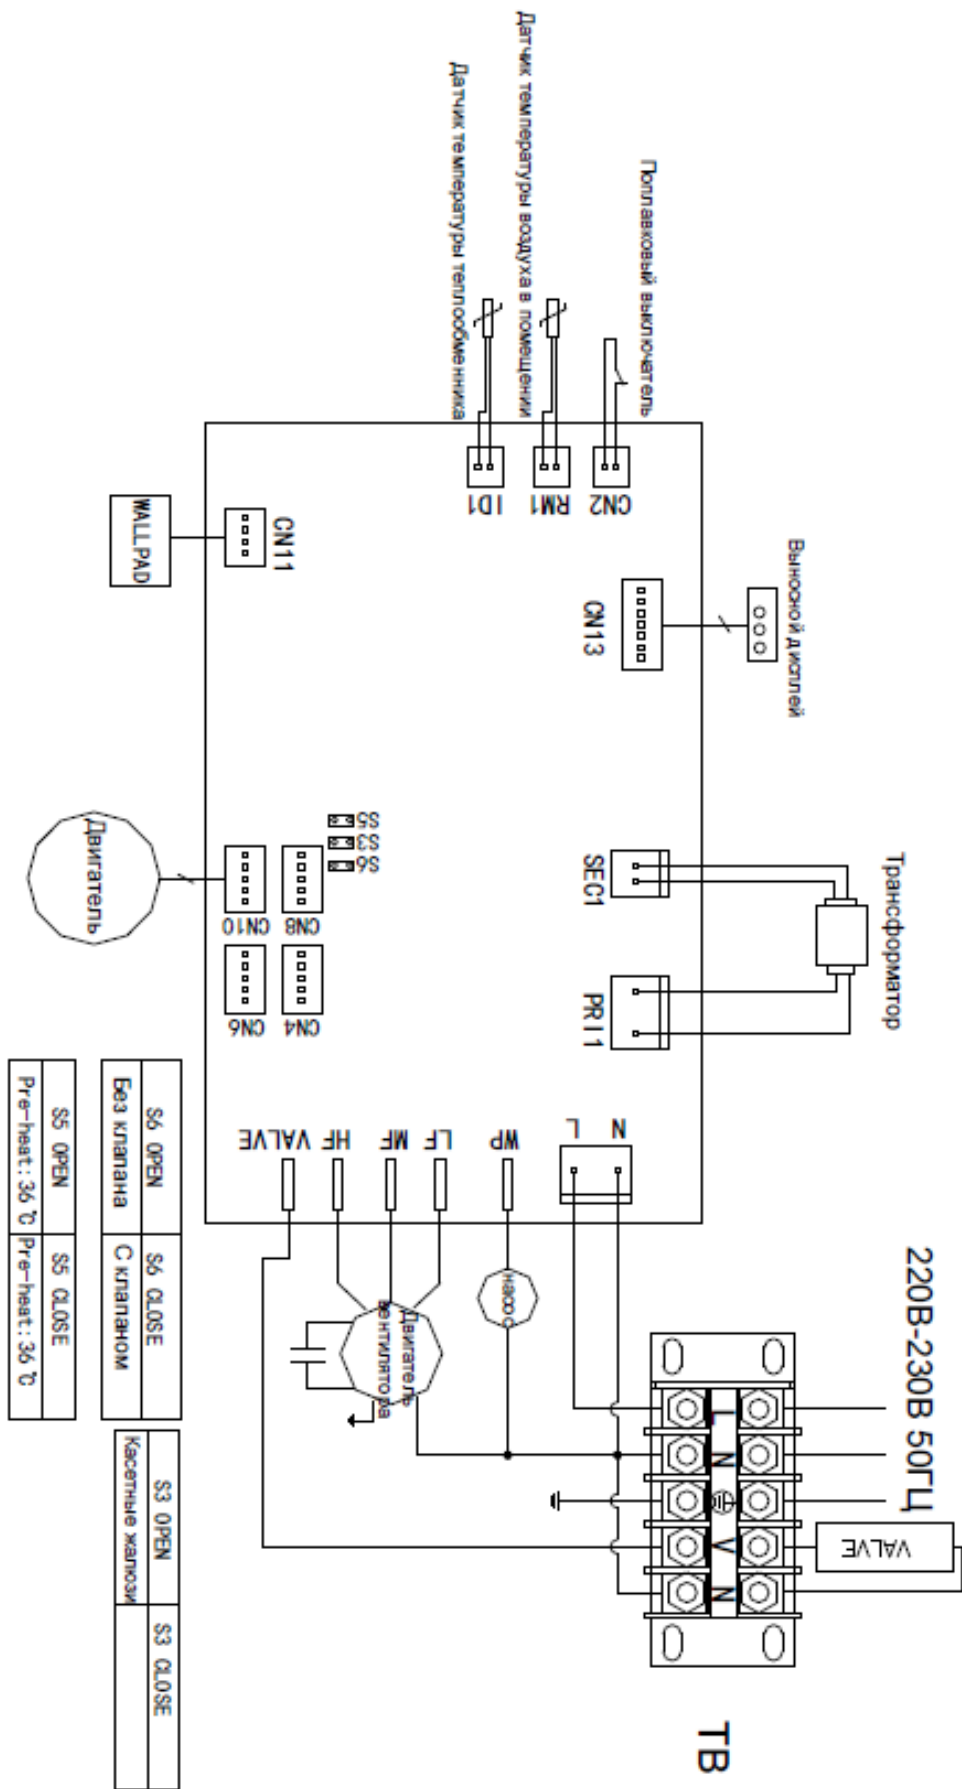 Датчик температуры теплообменника
Датчик температуры воздуха в помещении
Поплавковый выключатель
ID1
RM1
CN2
WALLPAD
CN11
CN13
Выносной дисплей
Двигатель
S5
S3
S6
CN10
CN8
CN6
CN4
SEC1
PRI1
Трансформатор
VALVE
HF
MF
LF
WP
L
N
насос
Двигатель
вентилятора
220В-230В 50ГЦ
L
N
V
N
VALVE
TB
S6 OPEN
S6 CLOSE
Без клапана
С клапаном
S5 OPEN
S5 CLOSE
Pre-heat: 36 ℃
Pre-heat: 36 ℃
S3 OPEN
S3 CLOSE
Касетные жалюзи